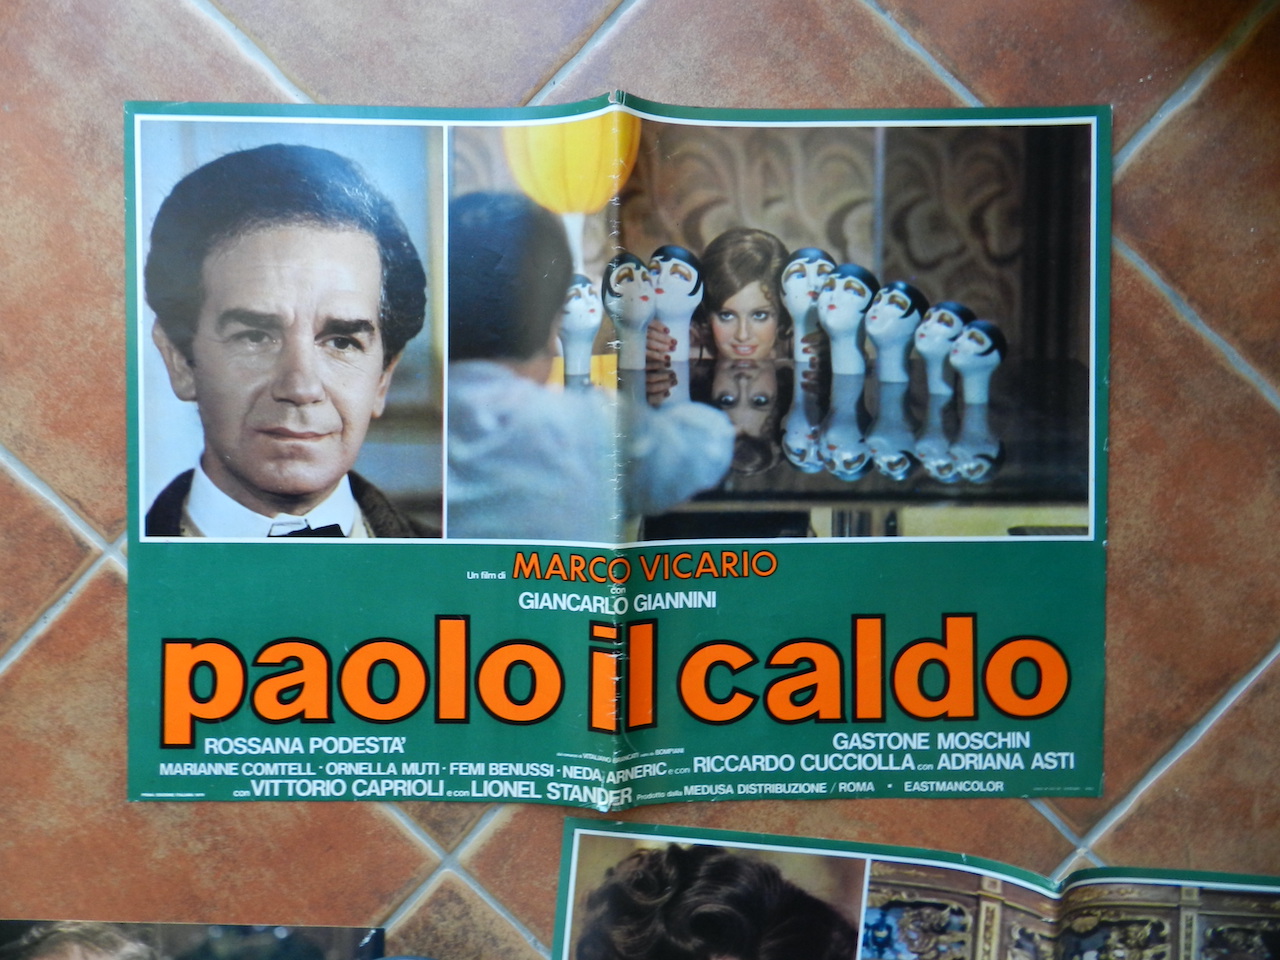 Un film di MARCO VICARIO
con
GIANCARLO GIANNINI
paolo il caldo
ROSSANA PODESTA'
GASTONE MOSCHIN
MARIANNE COMTELL · ORNELLA MUTI · FEMI BENUSSI · NEDA ARNERIC e con RICCARDO CUCCIOLLA con ADRIANA ASTI
con VITTORIO CAPRIOLI e con LIONEL STANDER Prodotto dalla MEDUSA DISTRIBUZIONE / ROMA · EASTMANCOLOR